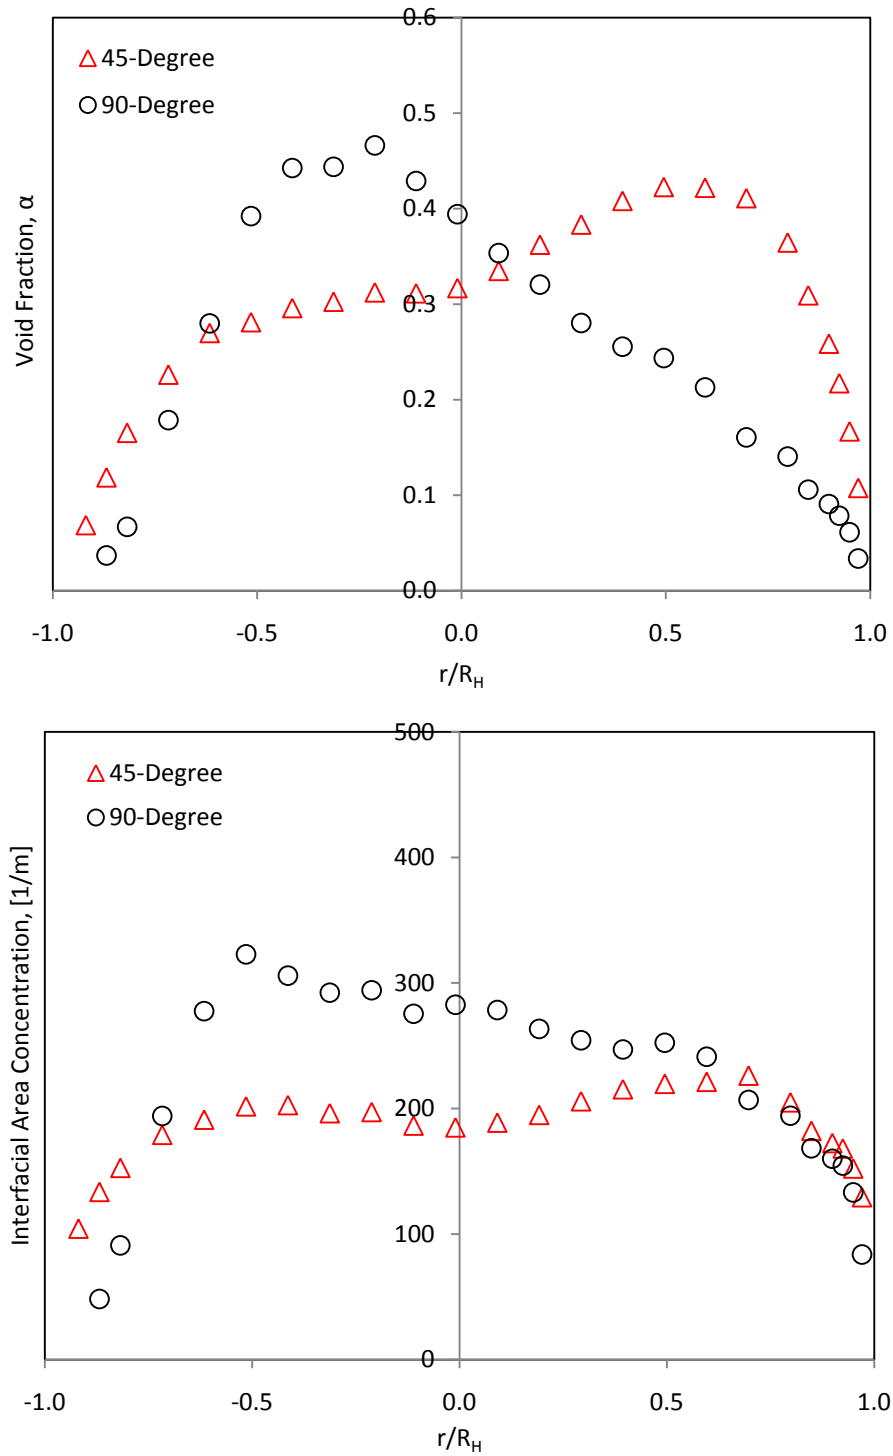 0.6
45-Degree
90-Degree
0.5
0.4
0.3
0.2
0.1
0.0
Void Fraction, α
-1.0
-0.5
0.0
0.5
1.0
r/RH
500
45-Degree
90-Degree
400
300
200
100
0
Interfacial Area Concentration, [1/m]
-1.0
-0.5
0.0
0.5
1.0
r/RH